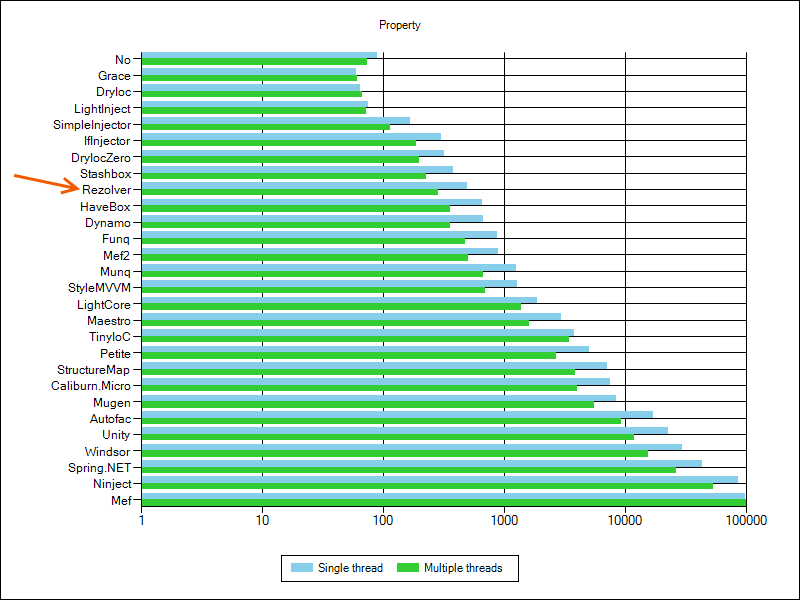 Property
No
Grace
Dryloc
LightInject
SimpleInjector
IfInjector
DrylocZero
Stashbox
Rezolver
HaveBox
Dynamo
Funq
Mef2
Munq
StyleMVVM
LightCore
Maestro
TinyIoC
Petite
StructureMap
Caliburn.Micro
Mugen
Autofac
Unity
Windsor
Spring.NET
Ninject
Mef
1 10 100 1000 10000 100000
Single thread Multiple threads